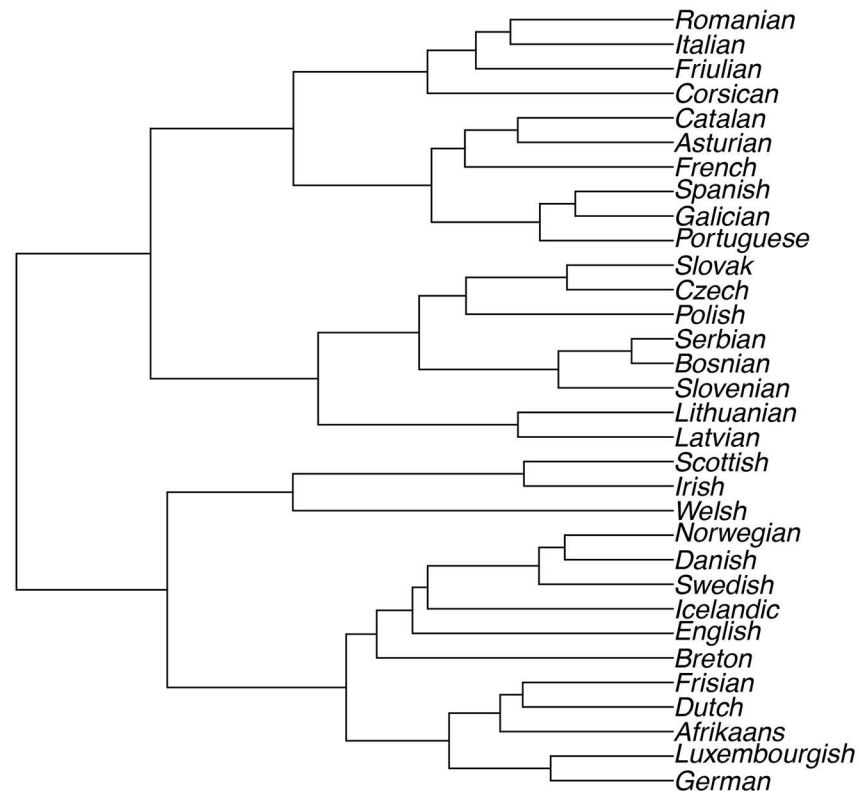 Romanian
Italian
Friulian
Corsican
Catalan
Asturian
French
Spanish
Galician
Portuguese
Slovak
Czech
Polish
Serbian
Bosnian
Slovenian
Lithuanian
Latvian
Scottish
Irish
Welsh
Norwegian
Danish
Swedish
Icelandic
English
Breton
Frisian
Dutch
Afrikaans
Luxembourgish
German